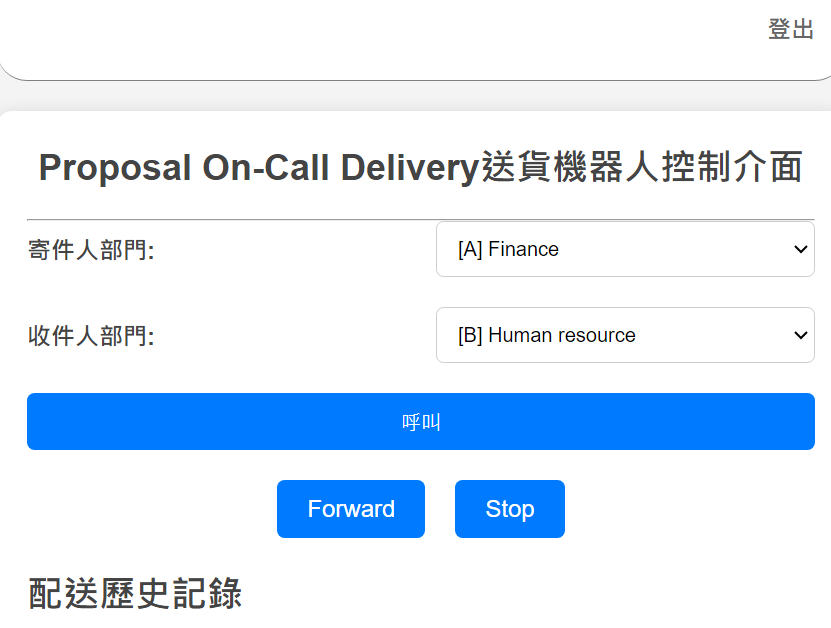 登出
Proposal On-Call Delivery送貨機器人控制介面
寄件人部門:
[A] Finance
收件人部門:
[B] Human resource
呼叫
Forward
Stop
配送歷史記錄